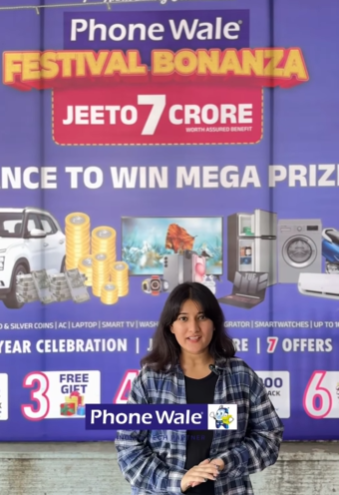 Phone Wale
FESTIVAL BONANZA
JEETO 7 CRORE
WORTH ASSURED BENEFIT
NCE TO WIN MEGA PRIZ
& SILVER COINS | AC | LAPTOP | SMART TV | WASH
GRATOR | SMARTWATCHES | UP TO
YEAR CELEBRATION | J
RE | 7 OFFERS
3 FREE GIFT
4
00
ACK
6
Phone Wale